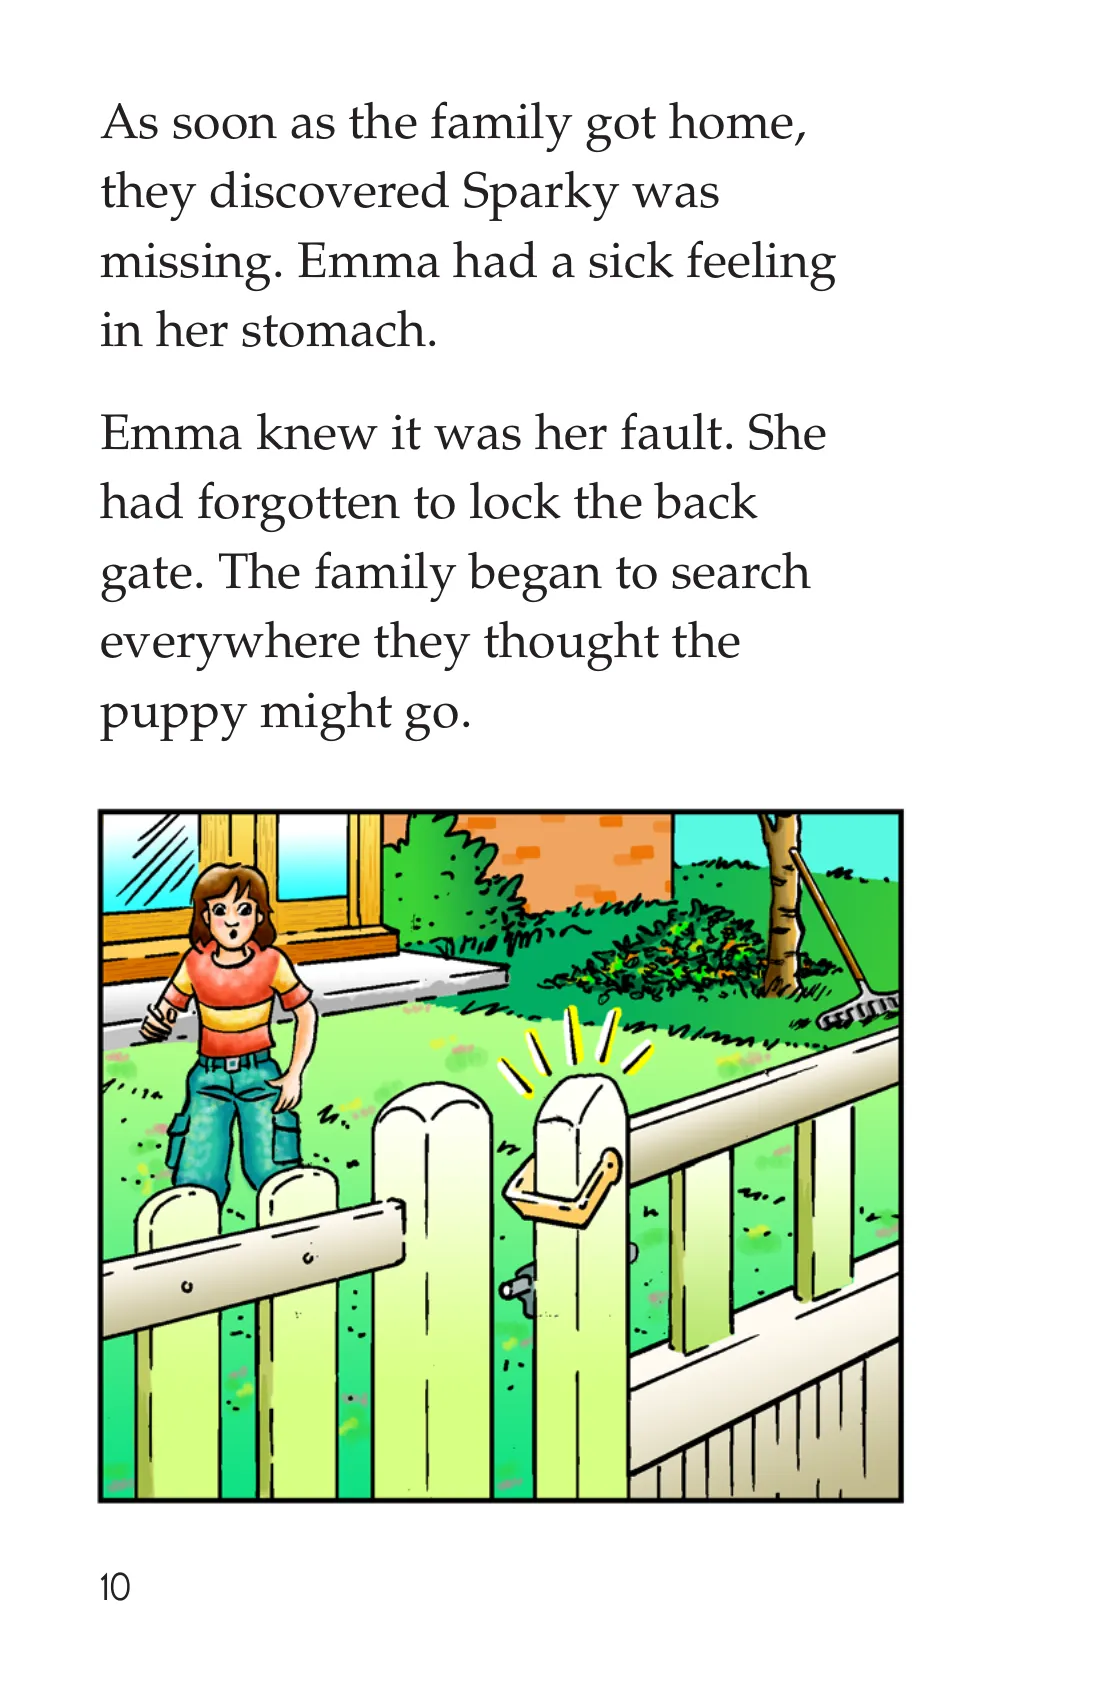 As soon as the family got home,
they discovered Sparky was
missing. Emma had a sick feeling
in her stomach.
Emma knew it was her fault. She
had forgotten to lock the back
gate. The family began to search
everywhere they thought the
puppy might go.
10